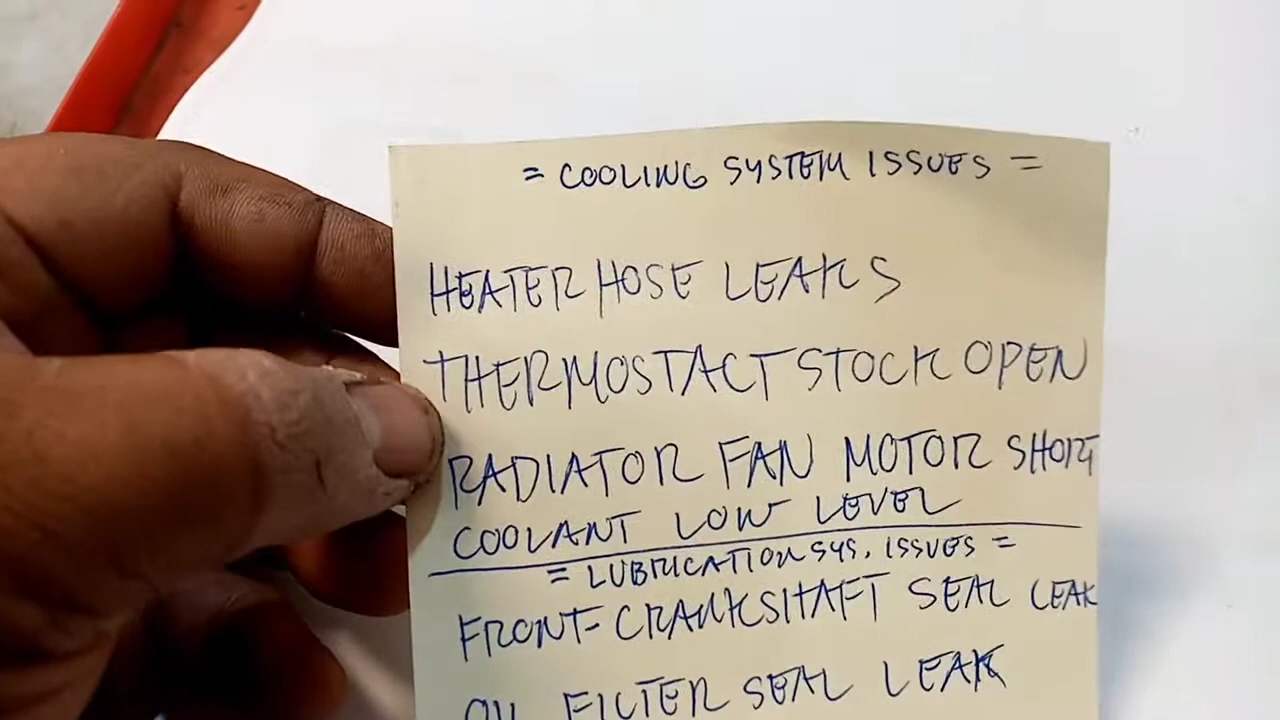 = COOLING SYSTEM ISSUES =
HEATER HOSE LEAKS
THERMOSTACT STOCK OPEN
RADIATOR FAN MOTOR SHORT
COOLANT LOW LEVEL
= LUBRICATION SYS. ISSUES =
FRONT-CRANKSHAFT SEAL LEAK
OIL FILTER SEAL LEAK